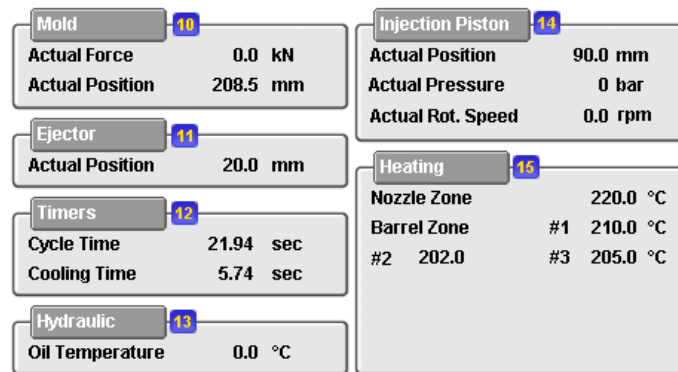 Mold 10
Actual Force 0.0 kN
Actual Position 208.5 mm
Ejector 11
Actual Position 20.0 mm
Timers 12
Cycle Time 21.94 sec
Cooling Time 5.74 sec
Hydraulic 13
Oil Temperature 0.0 °C
Injection Piston 14
Actual Position 90.0 mm
Actual Pressure 0 bar
Actual Rot. Speed 0.0 rpm
Heating 15
Nozzle Zone 220.0 °C
Barrel Zone #1 210.0 °C
#2 202.0 #3 205.0 °C